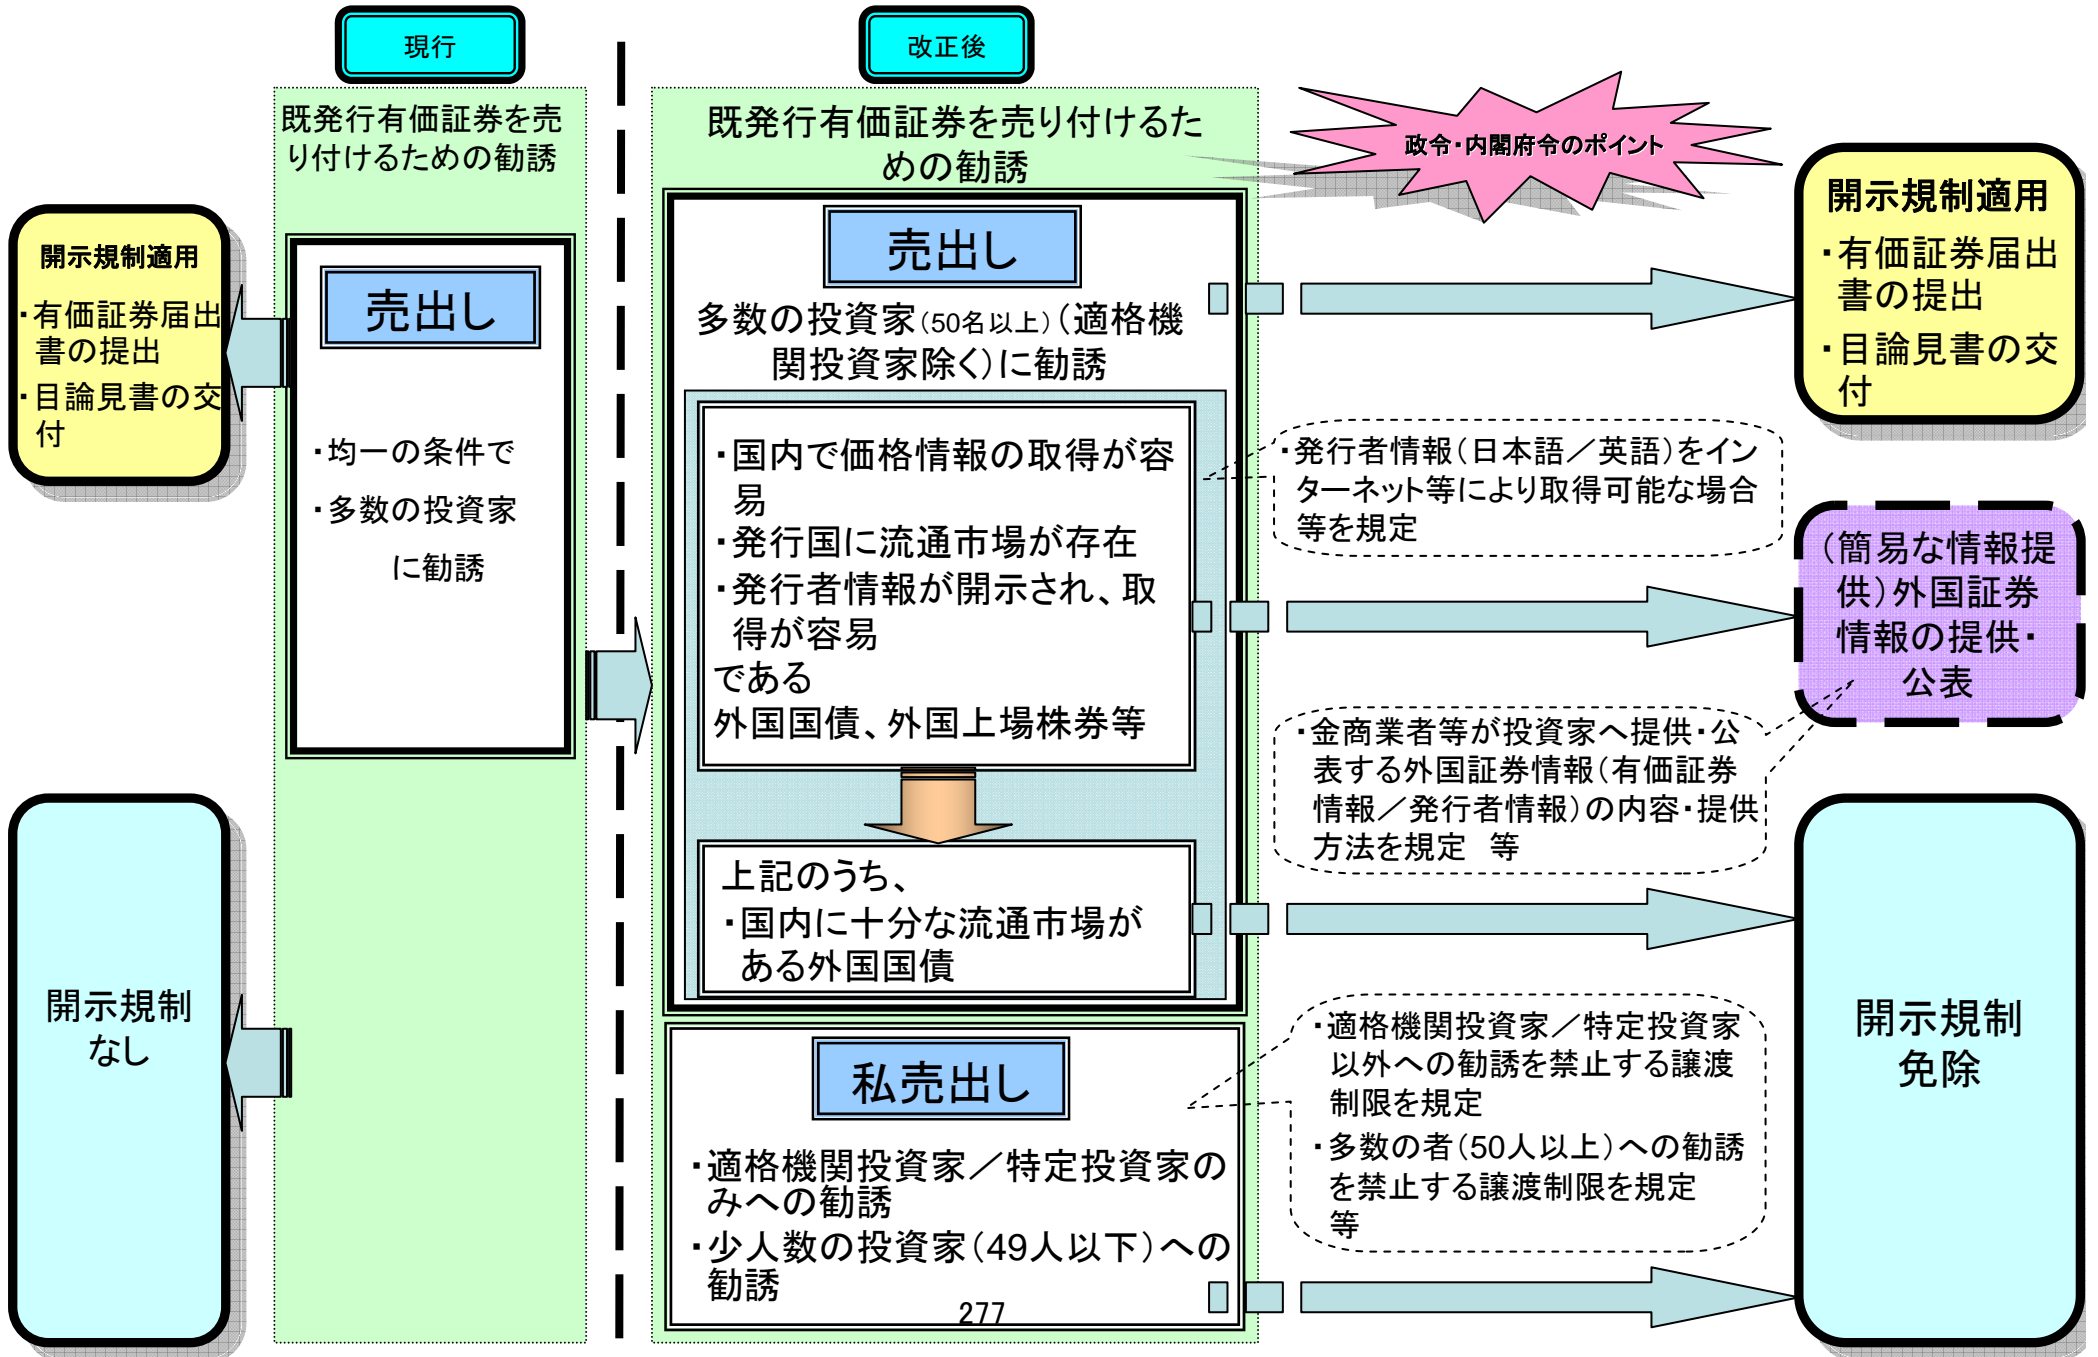 現行
既発行有価証券を売
り付けるための勧誘
開示規制適用
・有価証券届出
書の提出
・目論見書の交
付
売出し
・均一の条件で
・多数の投資家
に勧誘
開示規制
なし
改正後
既発行有価証券を売り付けるた
めの勧誘
売出し
多数の投資家(50名以上)(適格機
関投資家除く)に勧誘
・国内で価格情報の取得が容
易
・発行国に流通市場が存在
・発行者情報が開示され、取
得が容易
である
外国国債、外国上場株券等
上記のうち、
・国内に十分な流通市場が
ある外国国債
私売出し
・適格機関投資家/特定投資家の
みへの勧誘
・少人数の投資家(49人以下)への
勧誘
277
政令・内閣府令のポイント
・発行者情報(日本語/英語)をイン
ターネット等により取得可能な場合
等を規定
・金商業者等が投資家へ提供・公
表する外国証券情報(有価証券
情報/発行者情報)の内容・提供
方法を規定 等
・適格機関投資家/特定投資家
以外への勧誘を禁止する譲渡
制限を規定
・多数の者(50人以上)への勧誘
を禁止する譲渡制限を規定
等
開示規制適用
・有価証券届出
書の提出
・目論見書の交
付
(簡易な情報提
供)外国証券
情報の提供・
公表
開示規制
免除